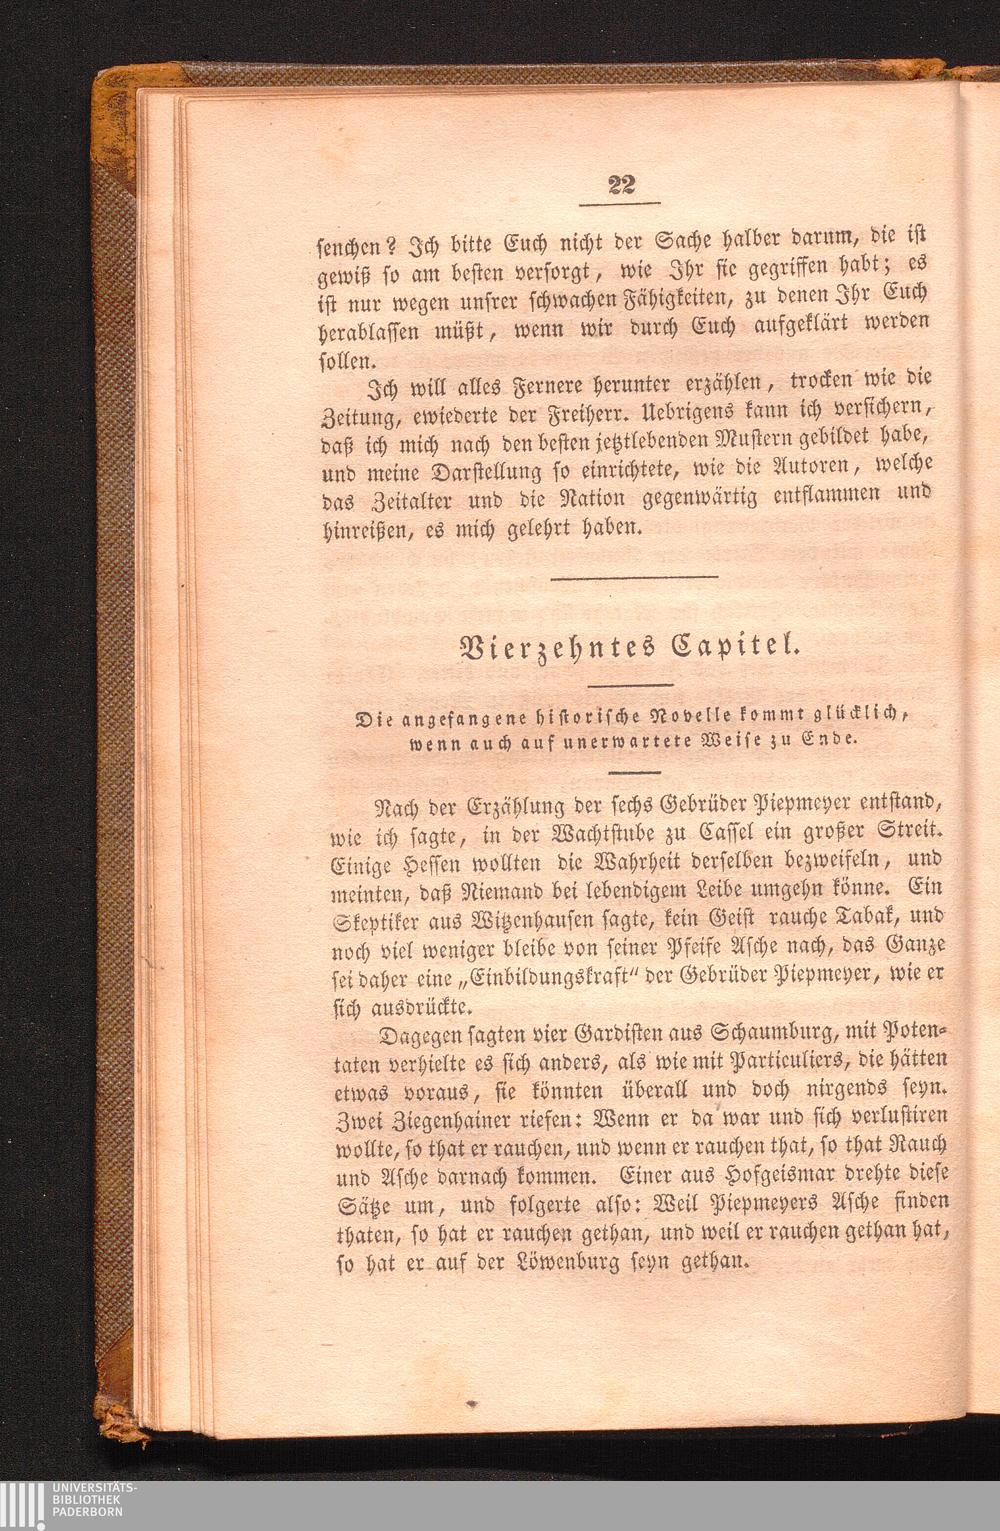 22
senchen? Ich bitte Euch nicht der Sache halber darum, die ist
gewiß so am besten versorgt, wie Ihr sie gegriffen habt; es
ist nur wegen unsrer schwachen Fähigkeiten, zu denen Ihr Euch
herablassen müßt, wenn wir durch Euch aufgeklärt werden
sollen.
Ich will alles Fernere herunter erzählen, trocken wie die
Zeitung, ewiederte der Freiherr. Uebrigens kann ich versichern,
daß ich mich nach den besten jetztlebenden Mustern gebildet habe,
und meine Darstellung so einrichtete, wie die Autoren, welche
das Zeitalter und die Nation gegenwärtig entflammen und
hinreißen, es mich gelehrt haben.
Vierzehntes Capitel.
Die angefangene historische Novelle kommt glücklich,
wenn auch auf unerwartete Weise zu Ende.
Nach der Erzählung der sechs Gebrüder Piepmeyer entstand,
wie ich sagte, in der Wachtstube zu Cassel ein großer Streit.
Einige Hessen wollten die Wahrheit derselben bezweifeln, und
meinten, daß Niemand bei lebendigem Leibe umgehn könne. Ein
Skeptiker aus Witzenhausen sagte, kein Geist rauche Tabak, und
noch viel weniger bleibe von seiner Pfeife Asche nach, das Ganze
sei daher eine „Einbildungskraft“ der Gebrüder Piepmeyer, wie er
sich ausdrückte.
Dagegen sagten vier Gardisten aus Schaumburg, mit Poten-
taten verhielte es sich anders, als wie mit Particuliers, die hätten
etwas voraus, sie könnten überall und doch nirgends seyn.
Zwei Ziegenhainer riefen: Wenn er da war und sich verlustiren
wollte, so that er rauchen, und wenn er rauchen that, so that Rauch
und Asche darnach kommen. Einer aus Hofgeismar drehte diese
Sätze um, und folgerte also: Weil Piepmeyers Asche finden
thaten, so hat er rauchen gethan, und weil er rauchen gethan hat,
so hat er auf der Löwenburg seyn gethan.
UNIVERSITÄTS-
BIBLIOTHEK
PADERBORN